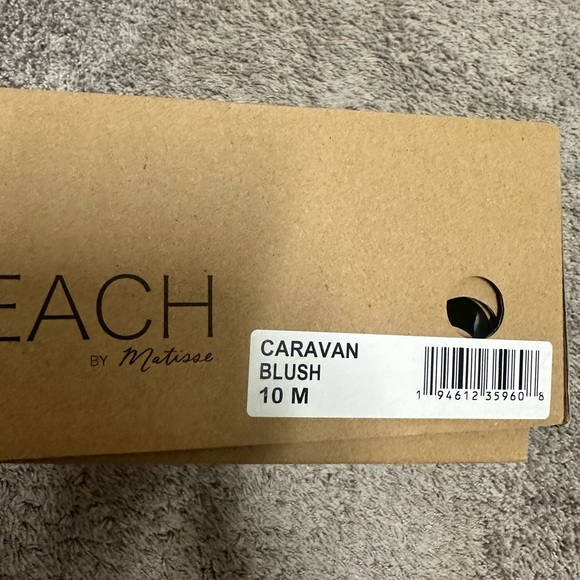 EACH
BY Matisse
CARAVAN
BLUSH
10 M
1 94612 35960 8